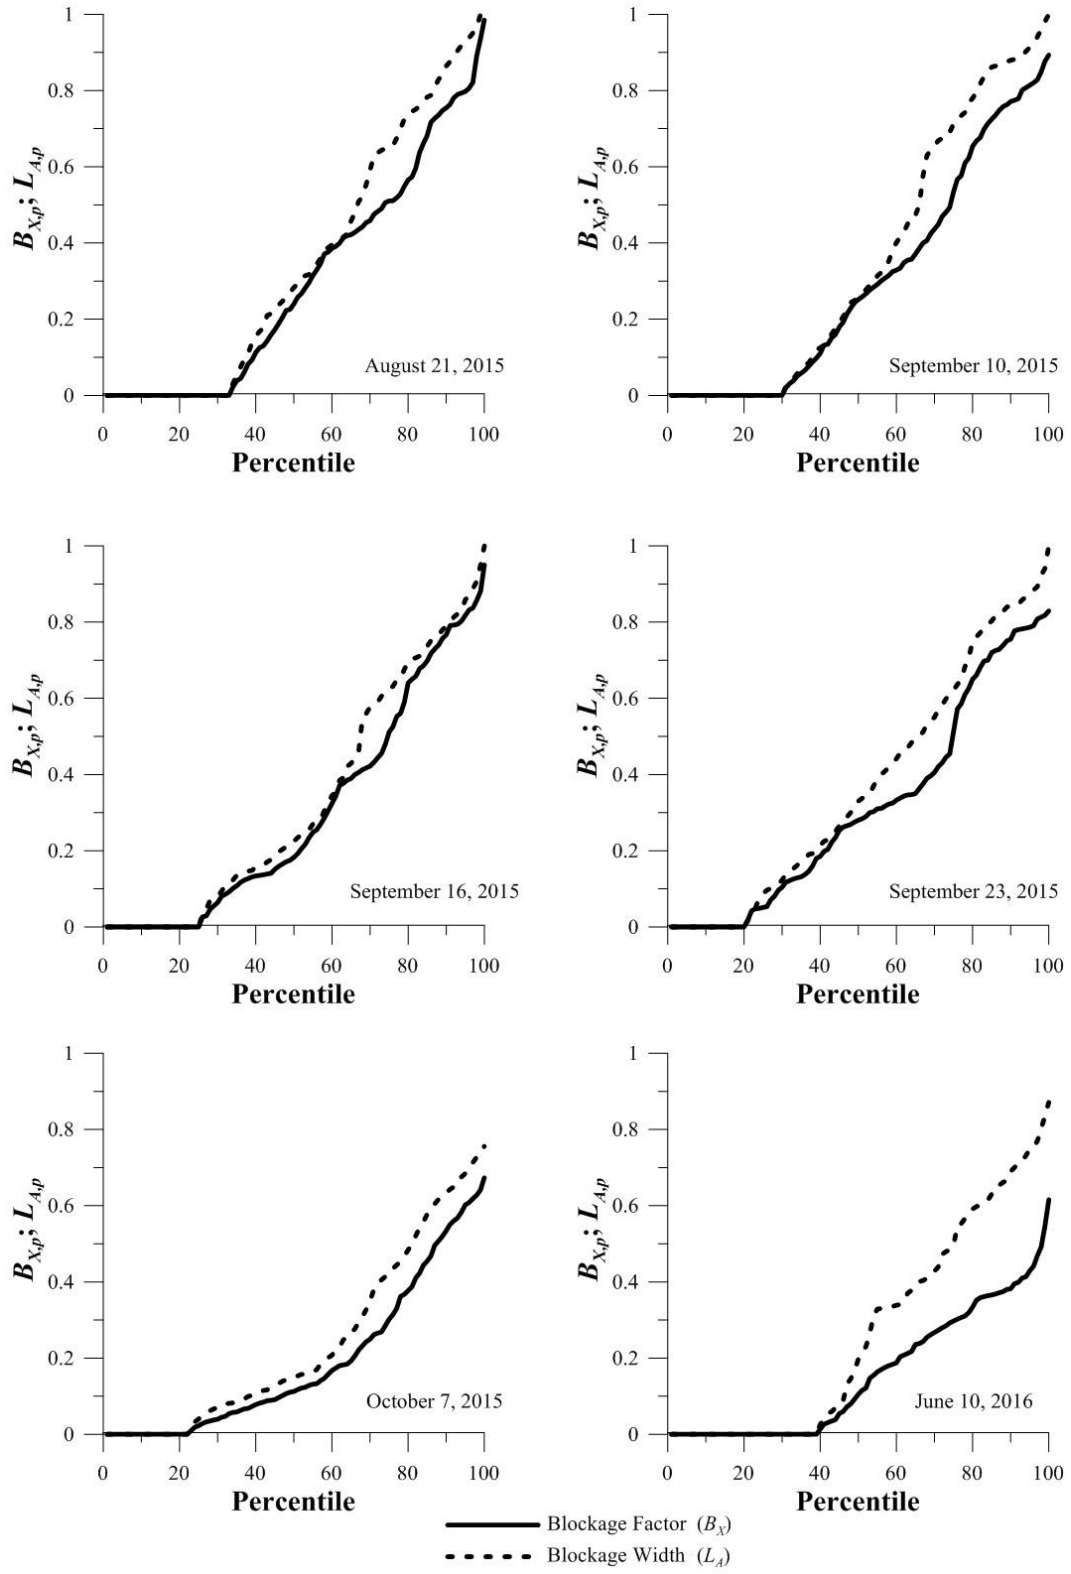 1
0.8
0.6
0.4
0.2
0
B_{X,p}; L_{A,p}
August 21, 2015
0 20 40 60 80 100
Percentile
1
0.8
0.6
0.4
0.2
0
B_{X,p}; L_{A,p}
September 10, 2015
0 20 40 60 80 100
Percentile
1
0.8
0.6
0.4
0.2
0
B_{X,p}; L_{A,p}
September 16, 2015
0 20 40 60 80 100
Percentile
1
0.8
0.6
0.4
0.2
0
B_{X,p}; L_{A,p}
September 23, 2015
0 20 40 60 80 100
Percentile
1
0.8
0.6
0.4
0.2
0
B_{X,p}; L_{A,p}
October 7, 2015
0 20 40 60 80 100
Percentile
1
0.8
0.6
0.4
0.2
0
B_{X,p}; L_{A,p}
June 10, 2016
0 20 40 60 80 100
Percentile
Blockage Factor (B_X)
Blockage Width (L_A)